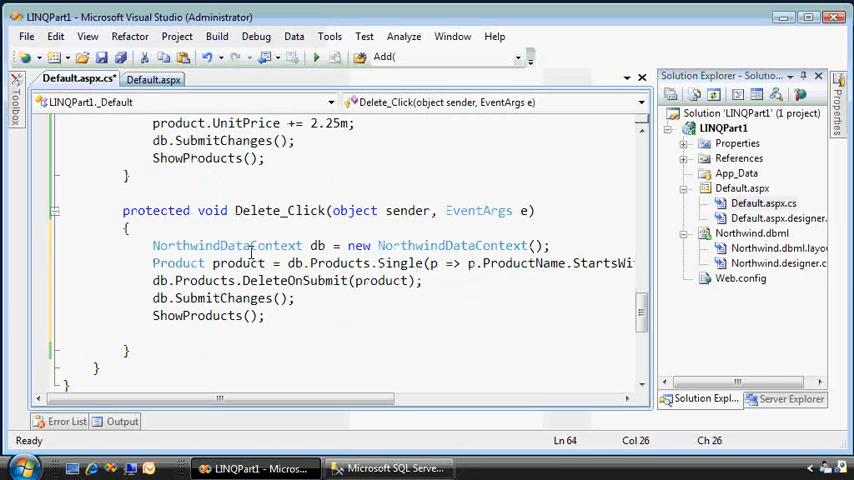 LINQPart1 - Microsoft Visual Studio (Administrator)
File Edit View Refactor Project Build Debug Data Tools Test Analyze Window Help
Add(
Default.aspx.cs* Default.aspx
LINQPart1._Default Delete_Click(object sender, EventArgs e)
Toolbox
product.UnitPrice += 2.25m;
db.SubmitChanges();
ShowProducts();
}
protected void Delete_Click(object sender, EventArgs e)
{
NorthwindDataContext db = new NorthwindDataContext();
Product product = db.Products.Single(p => p.ProductName.StartsWi
db.Products.DeleteOnSubmit(product);
db.SubmitChanges();
ShowProducts();
}
}
}
Solution Explorer - Solutio...
Solution 'LINQPart1' (1 project)
LINQPart1
Properties
References
App_Data
Default.aspx
Default.aspx.cs
Default.aspx.designer.
Northwind.dbml
Northwind.dbml.layo
Northwind.designer.c
Web.config
Solution Expl... Server Explorer
Properties
Error List Output
Ready Ln 64 Col 26 Ch 26
LINQPart1 - Micros... Microsoft SQL Serve...